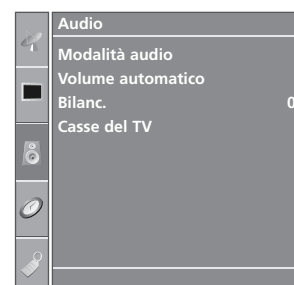 Audio
Modalità audio
Volume automatico
Bilanc. 0
Casse del TV